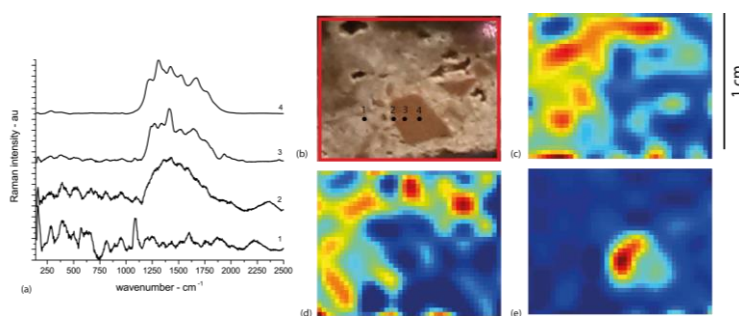 Raman intensity - au
4
3
2
1
250 500 750 1000 1250 1500 1750 2000 2250 2500
wavenumber - cm⁻¹
(a)
1 2 3 4
(b)
(c)
1 cm
(d)
(e)